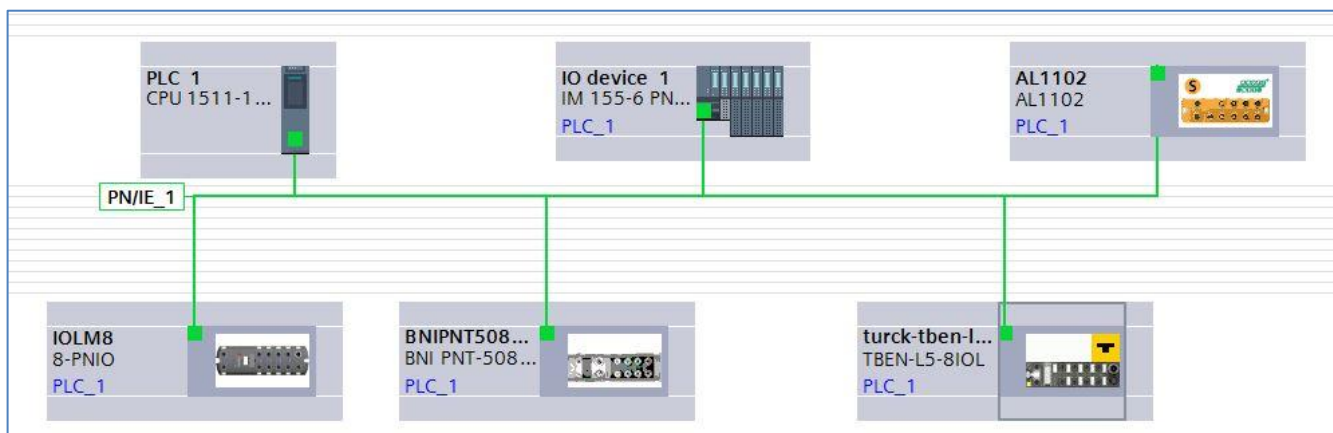 PLC_1
CPU 1511-1...
IO device_1
IM 155-6 PN...
PLC_1
AL1102
AL1102
PLC_1
PN/IE_1
IOLM8
8-PNIO
PLC_1
BNIPNT508...
BNI PNT-508...
PLC_1
turck-tben-l...
TBEN-L5-8IOL
PLC_1